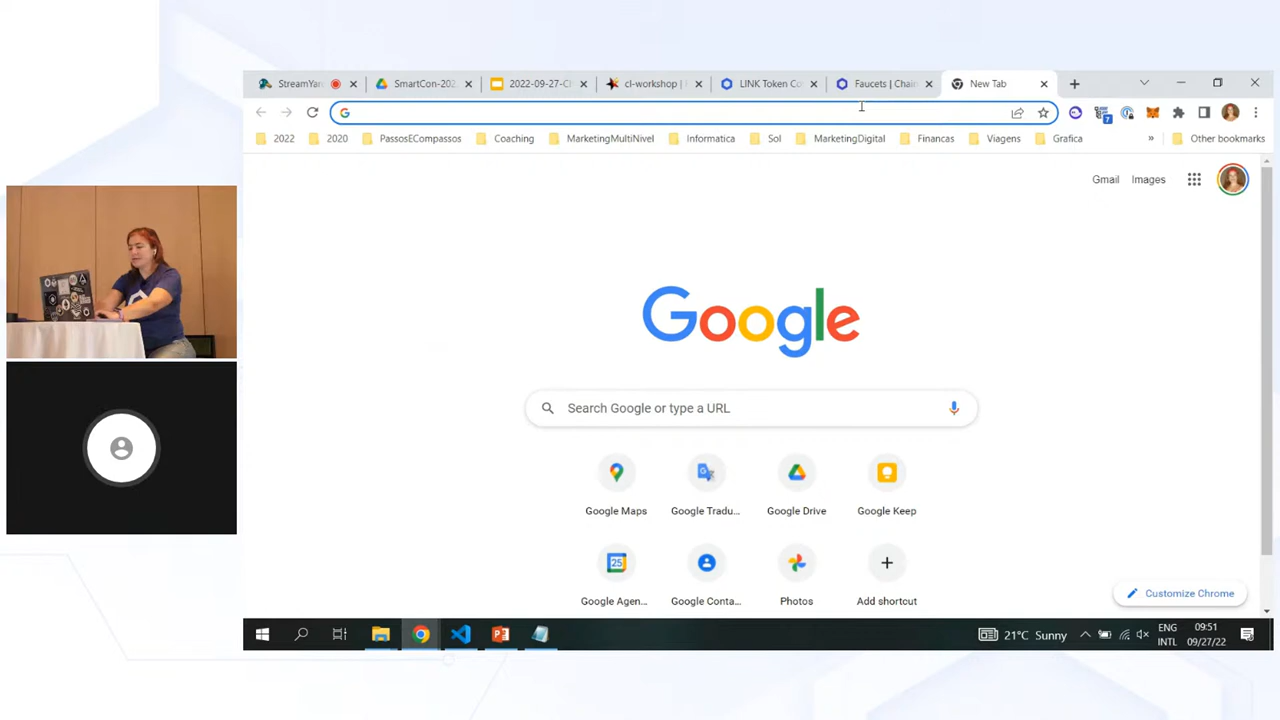 StreamYar
SmartCon-202
2022-09-27-Ch
cl-workshop |
LINK Token Co
Faucets | Chain
New Tab
2022
2020
PassosECompassos
Coaching
MarketingMultiNivel
Informatica
Sol
MarketingDigital
Financas
Viagens
Grafica
»
Other bookmarks
Gmail
Images
Google
Search Google or type a URL
Google Maps
Google Tradu...
Google Drive
Google Keep
25
Google Agen...
Google Conta...
Photos
Add shortcut
Customize Chrome
21°C Sunny
ENG
INTL
09:51
09/27/22